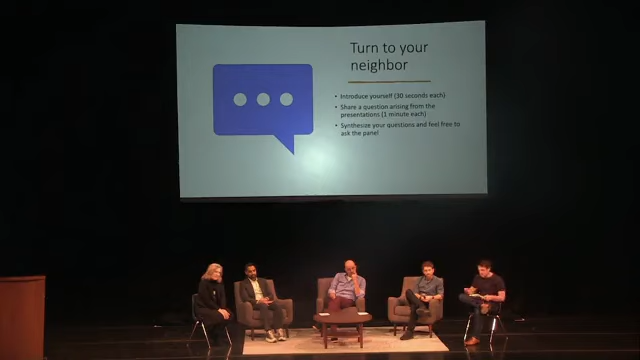 Turn to your
neighbor
• Introduce yourself (30 seconds each)
• Share a question arising from the
presentations (1 minute each)
• Synthesize your questions and feel free to
ask the panel